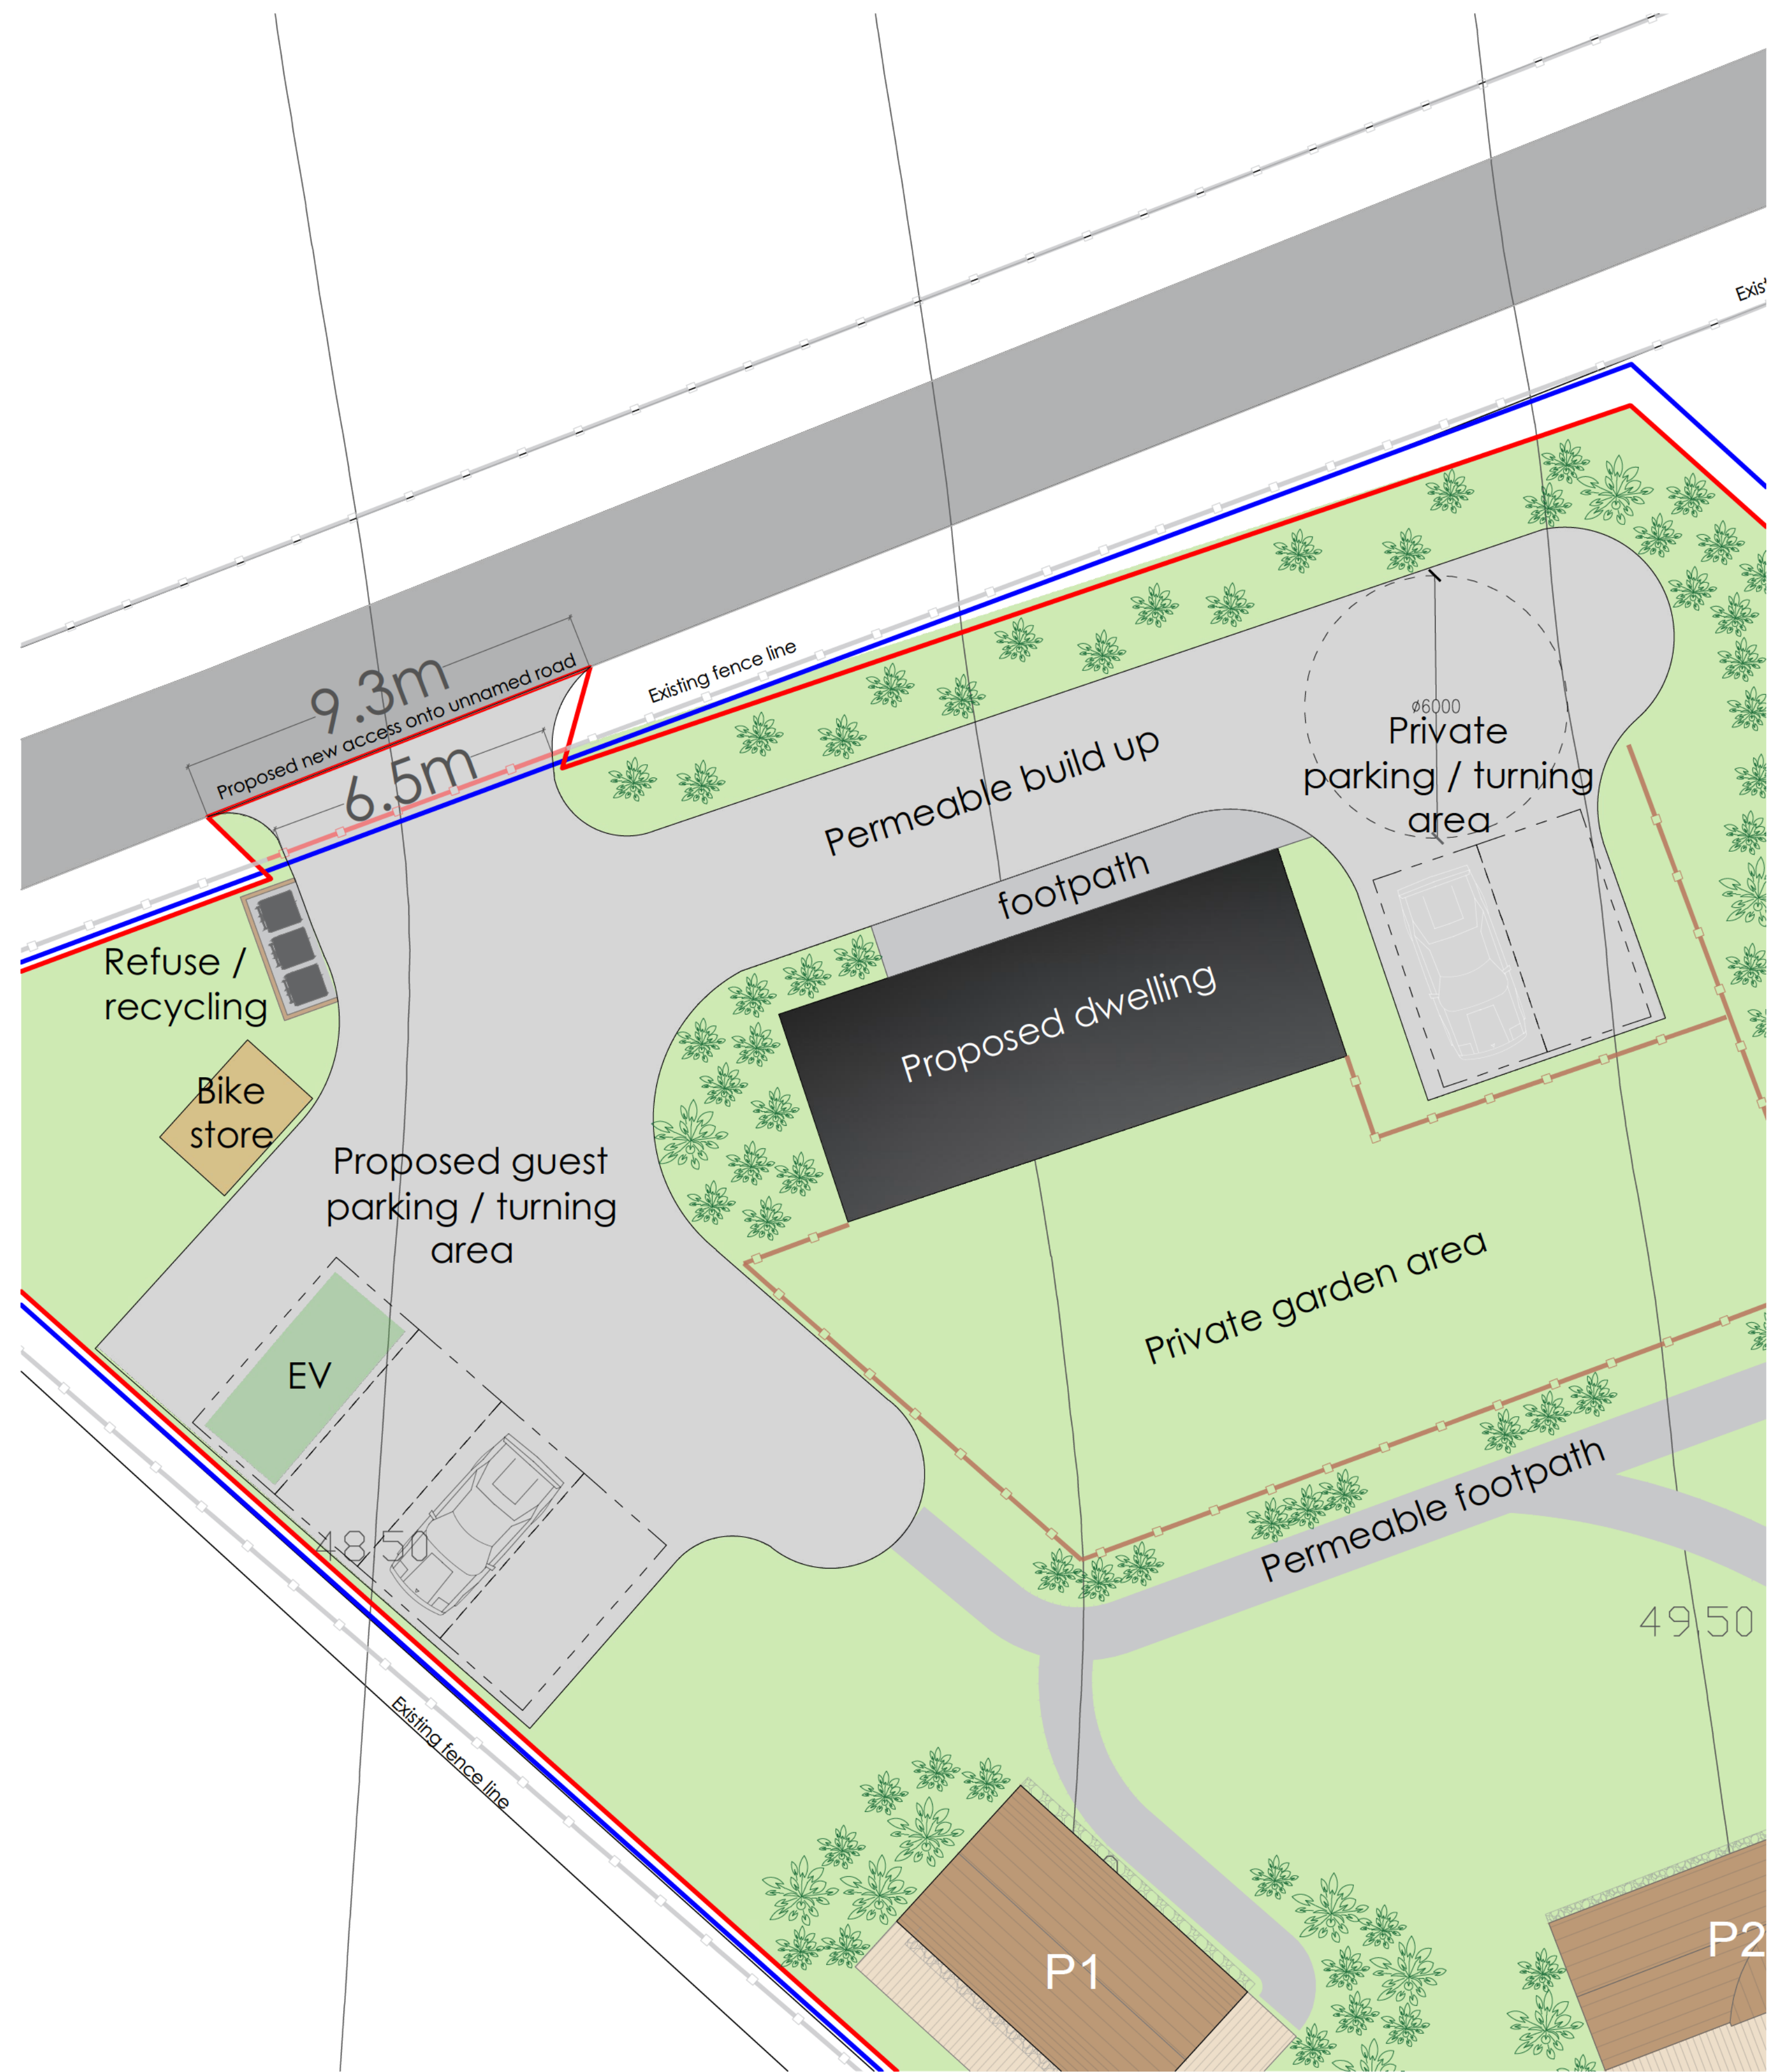 Exis
9.3m
Proposed new access onto unnamed road
6.5m
Existing fence line
Permeable build up
ø6000
Private
parking / turning
area
footpath
Proposed dwelling
Refuse /
recycling
Bike
store
Proposed guest
parking / turning
area
Private garden area
EV
48.50
Permeable footpath
49.50
Existing fence line
P1
P2